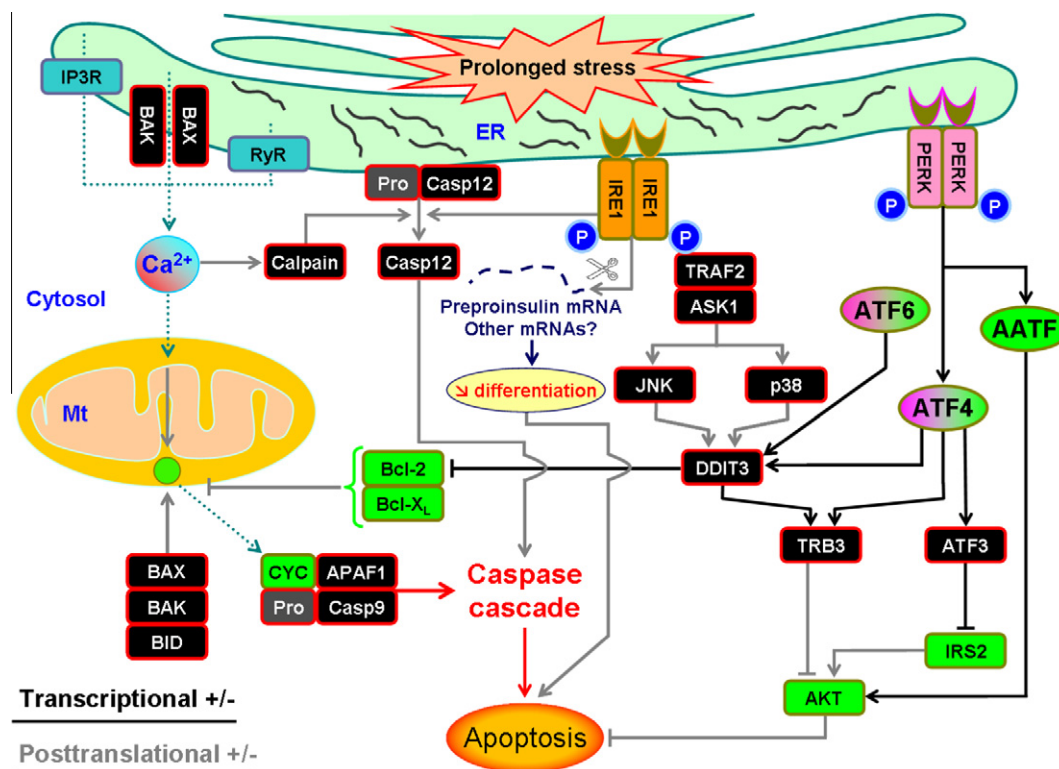 Prolonged stress
IP3R
BAK
BAX
RyR
ER
Pro
Casp12
IRE1
IRE1
PERK
PERK
P
P
P
P
Ca2+
Calpain
Casp12
TRAF2
ASK1
Cytosol
Preproinsulin mRNA
Other mRNAs?
ATF6
AATF
↘ differentiation
JNK
p38
Mt
ATF4
Bcl-2
Bcl-XL
DDIT3
TRB3
ATF3
BAX
BAK
BID
CYC
APAF1
Pro
Casp9
Caspase
cascade
IRS2
AKT
Apoptosis
Transcriptional +/-
Posttranslational +/-